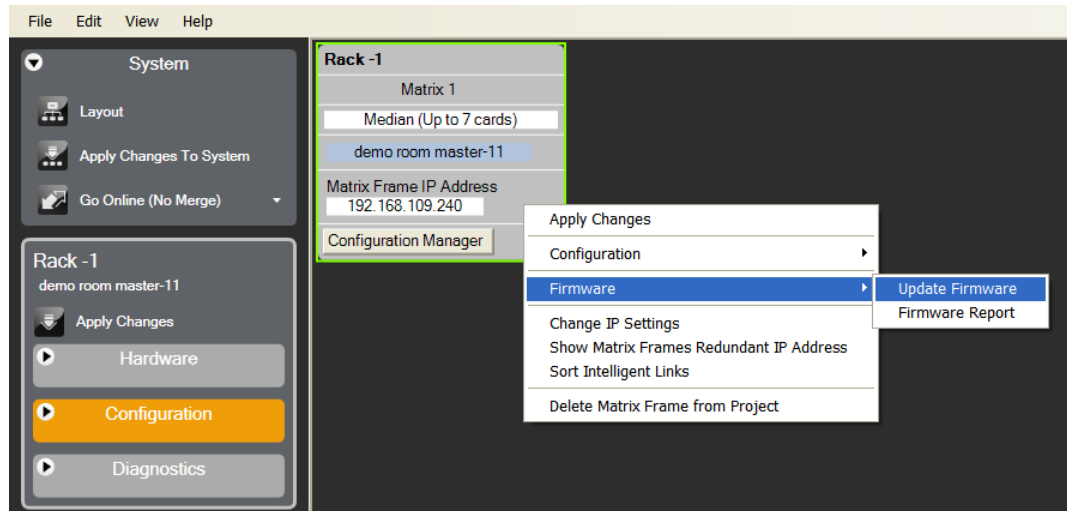 File Edit View Help
System
Layout
Apply Changes To System
Go Online (No Merge)
Rack -1
demo room master-11
Apply Changes
Hardware
Configuration
Diagnostics
Rack -1
Matrix 1
Median (Up to 7 cards)
demo room master-11
Matrix Frame IP Address
192.168.109.240
Configuration Manager
Apply Changes
Configuration
Firmware
Change IP Settings
Show Matrix Frames Redundant IP Address
Sort Intelligent Links
Delete Matrix Frame from Project
Update Firmware
Firmware Report